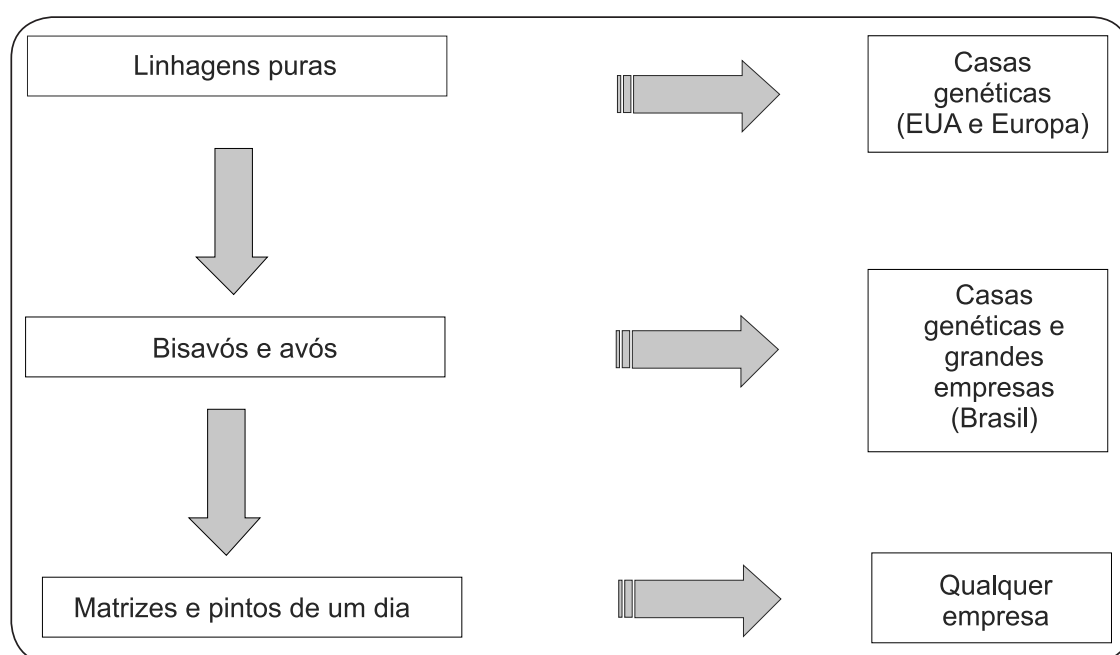 Linhagens puras
Casas
genéticas
(EUA e Europa)
Bisavós e avós
Casas
genéticas e
grandes
empresas
(Brasil)
Matrizes e pintos de um dia
Qualquer
empresa